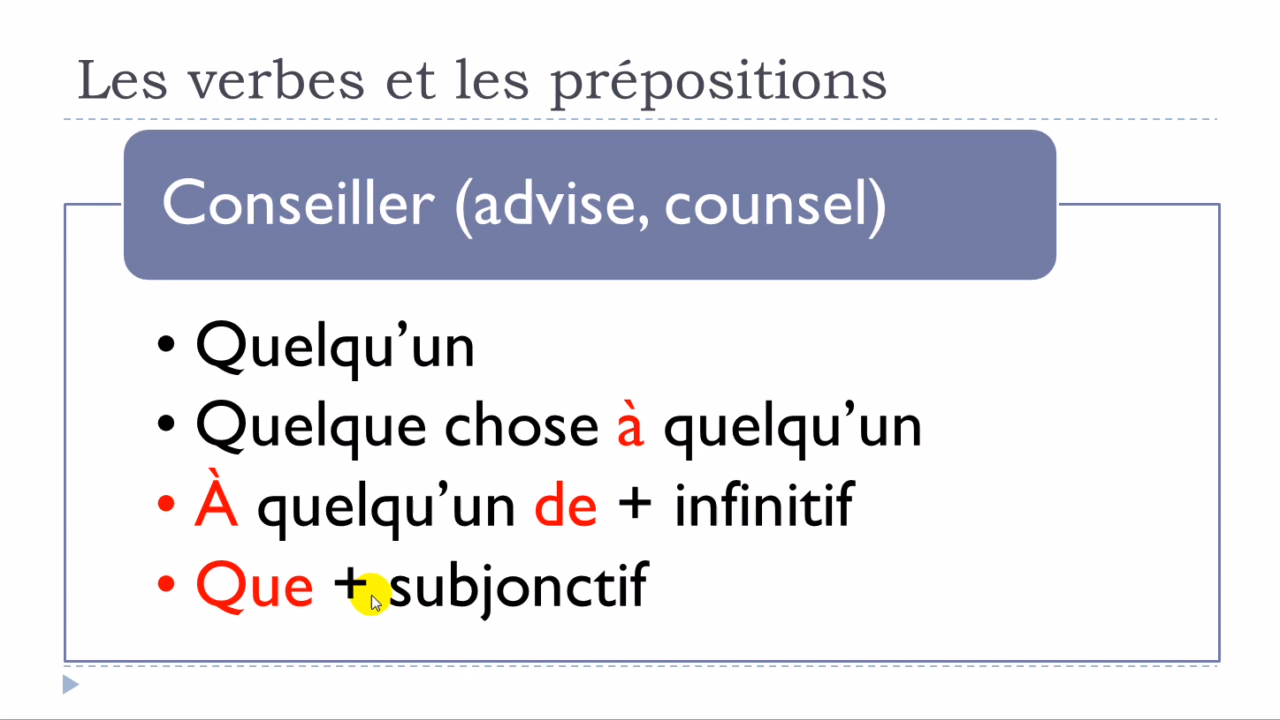 Les verbes et les prépositions
Conseiller (advise, counsel)
• Quelqu’un
• Quelque chose à quelqu’un
• À quelqu’un de + infinitif
• Que + subjonctif